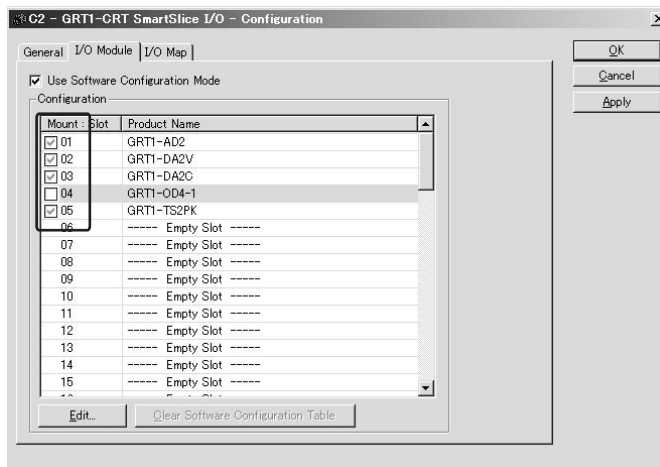 C2 - GRT1-CRT SmartSlice I/O - Configuration
General I/O Module I/O Map
OK
Use Software Configuration Mode
Cancel
Configuration
Apply
Mount : Slot Product Name
01 GRT1-AD2
02 GRT1-DA2V
03 GRT1-DA2C
04 GRT1-OD4-1
05 GRT1-TS2PK
06 ----- Empty Slot -----
07 ----- Empty Slot -----
08 ----- Empty Slot -----
09 ----- Empty Slot -----
10 ----- Empty Slot -----
11 ----- Empty Slot -----
12 ----- Empty Slot -----
13 ----- Empty Slot -----
14 ----- Empty Slot -----
15 ----- Empty Slot -----
Edit... Clear Software Configuration Table